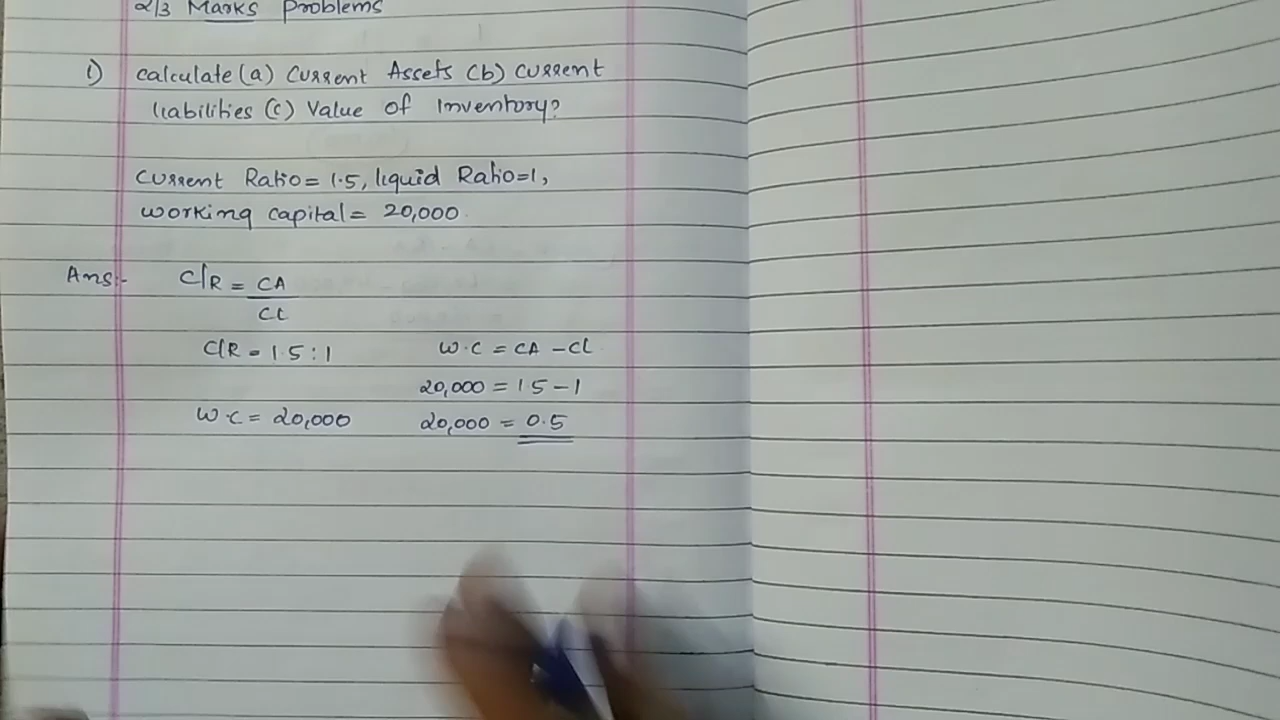 2/3 Marks Problems
1) calculate (a) Current Assets (b) Current
liabilities (c) Value of Inventory?
Current Ratio = 1.5, liquid Ratio=1,
working capital = 20,000.
Ans:- C/R = CA
CL
C/R = 1.5 : 1
W.C = CA - CL
20,000 = 1.5 - 1
W.C = 20,000
20,000 = 0.5